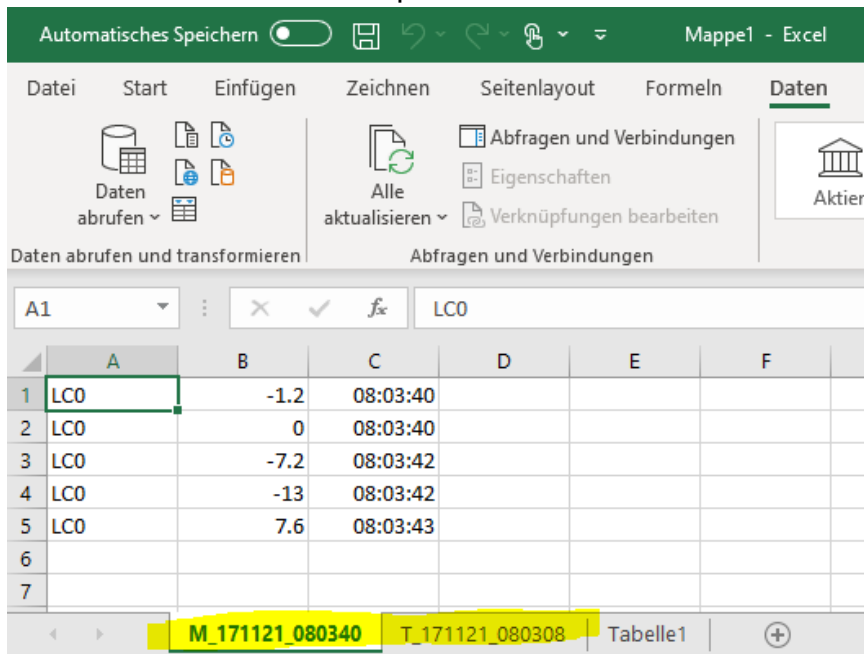 Automatisches Speichern Mappe1 - Excel
Datei Start Einfügen Zeichnen Seitenlayout Formeln Daten
Daten abrufen
Alle aktualisieren
Abfragen und Verbindungen
Eigenschaften
Verknüpfungen bearbeiten
Aktien
Daten abrufen und transformieren Abfragen und Verbindungen
A1 fx LC0
A B C D E F
1 LC0 -1.2 08:03:40
2 LC0 0 08:03:40
3 LC0 -7.2 08:03:42
4 LC0 -13 08:03:42
5 LC0 7.6 08:03:43
6
7
M_171121_080340 T_171121_080308 Tabelle1